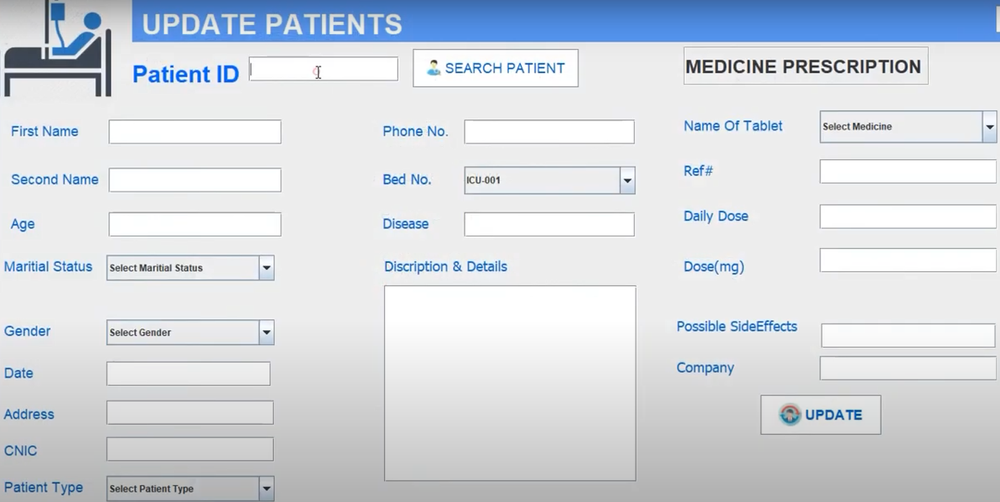 UPDATE PATIENTS
Patient ID
SEARCH PATIENT
MEDICINE PRESCRIPTION
First Name
Second Name
Age
Maritial Status
Select Maritial Status
Gender
Select Gender
Date
Address
CNIC
Patient Type
Select Patient Type
Phone No.
Bed No.
ICU-001
Disease
Discription & Details
Name Of Tablet
Select Medicine
Ref#
Daily Dose
Dose(mg)
Possible SideEffects
Company
UPDATE